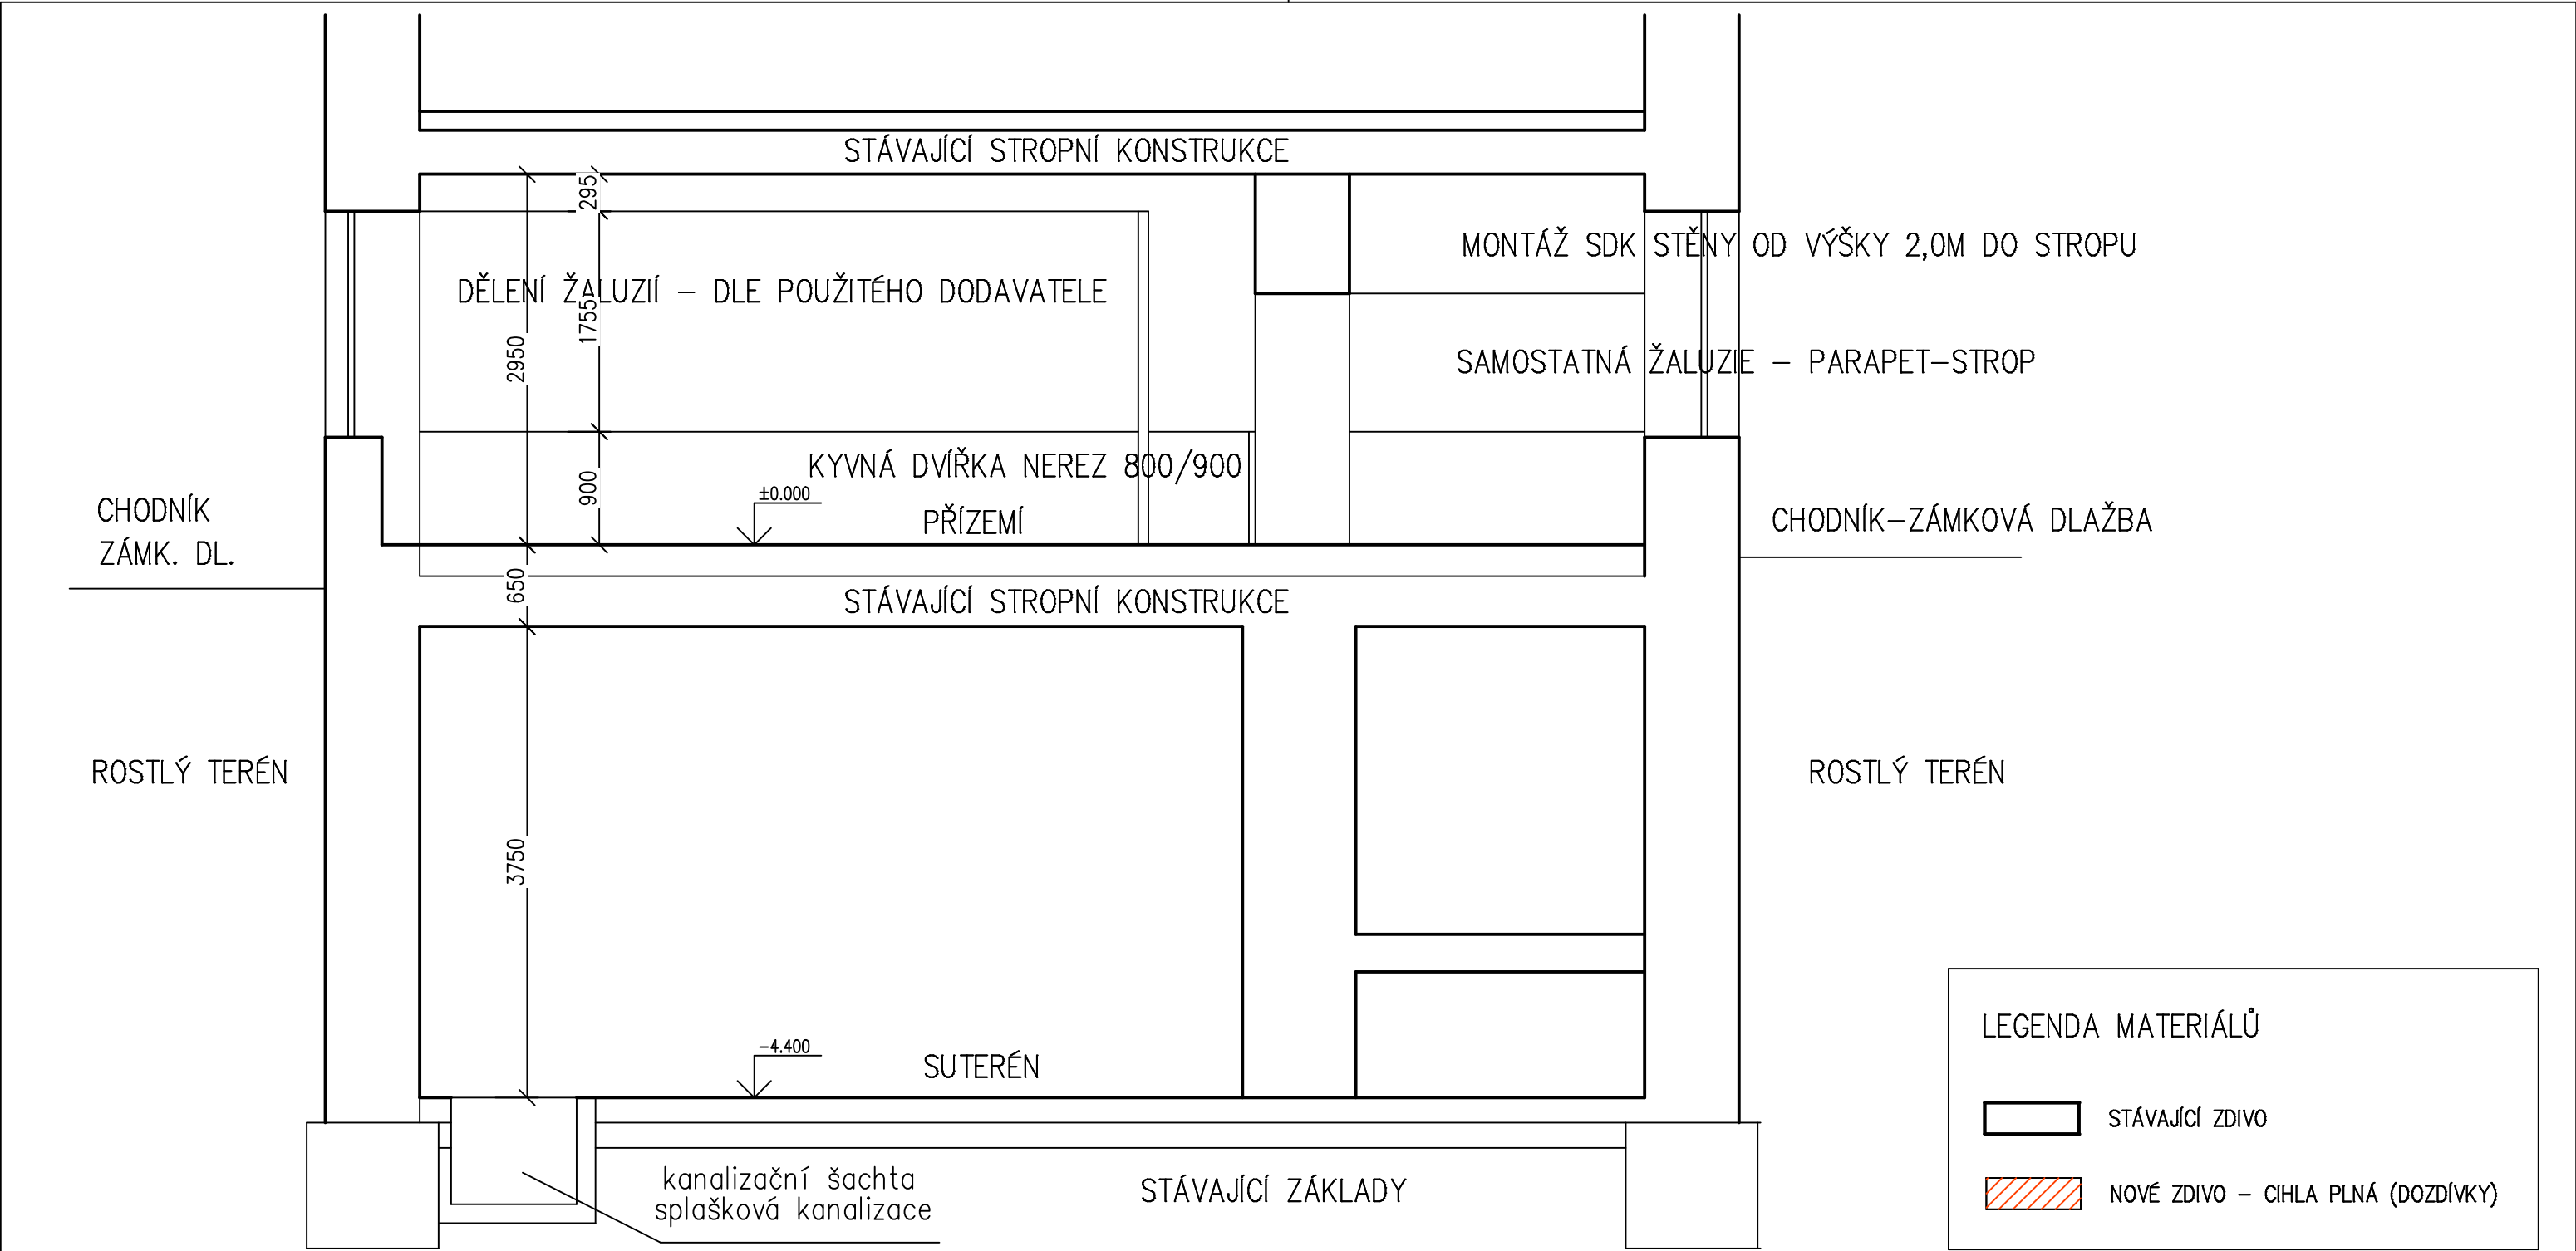 STÁVAJÍCÍ STROPNÍ KONSTRUKCE
295
MONTÁŽ SDK STĚNY OD VÝŠKY 2,0M DO STROPU
DĚLENÍ ŽALUZIÍ – DLE POUŽITÉHO DODAVATELE
1755
2950
SAMOSTATNÁ ŽALUZIE – PARAPET–STROP
KYVNÁ DVÍŘKA NEREZ 800/900
900
±0.000
PŘÍZEMÍ
CHODNÍK
ZÁMK. DL.
CHODNÍK–ZÁMKOVÁ DLAŽBA
650
STÁVAJÍCÍ STROPNÍ KONSTRUKCE
ROSTLÝ TERÉN
ROSTLÝ TERÉN
3750
–4.400
SUTERÉN
kanalizační šachta
splašková kanalizace
STÁVAJÍCÍ ZÁKLADY
LEGENDA MATERIÁLŮ
STÁVAJÍCÍ ZDIVO
NOVÉ ZDIVO – CIHLA PLNÁ (DOZDÍVKY)